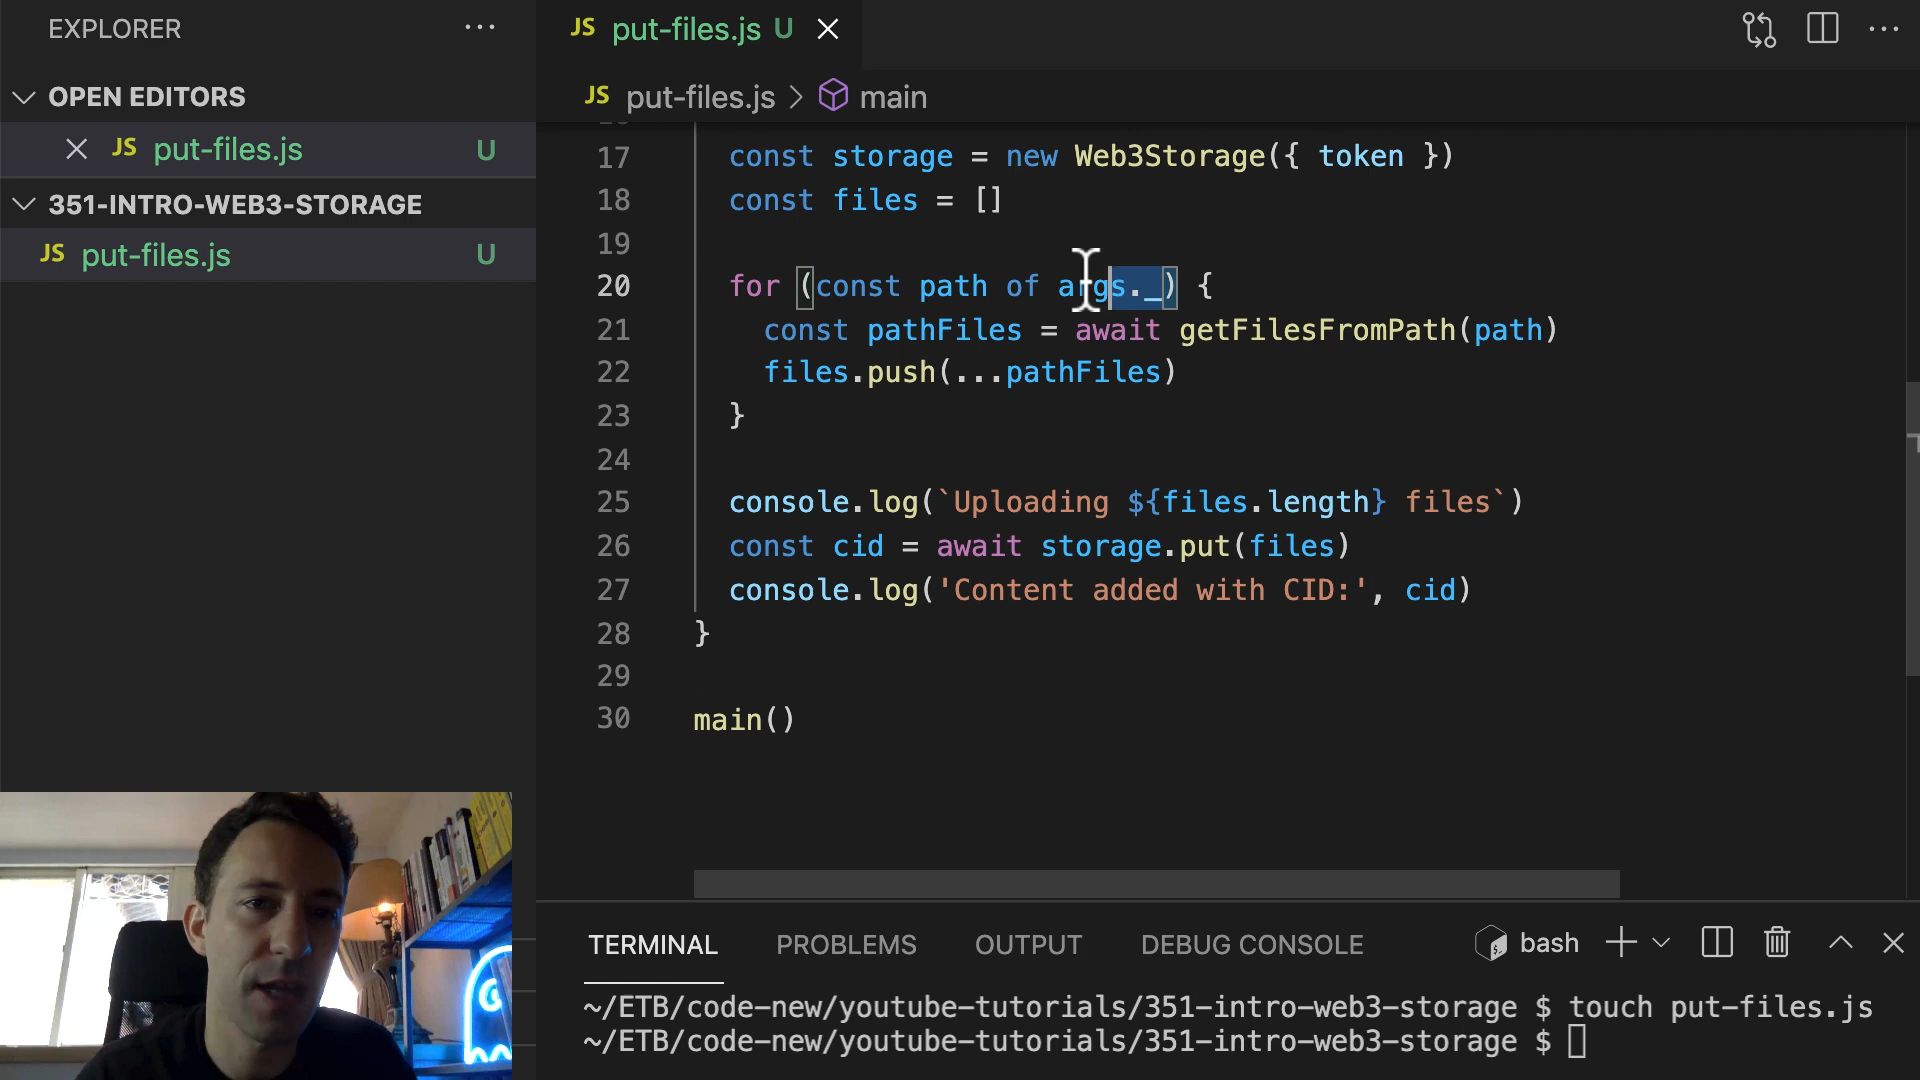 EXPLORER
JS put-files.js U
OPEN EDITORS
JS put-files.js U
351-INTRO-WEB3-STORAGE
JS put-files.js U
JS put-files.js > main
17 const storage = new Web3Storage({ token })
18 const files = []
19
20 for (const path of args._) {
21 const pathFiles = await getFilesFromPath(path)
22 files.push(...pathFiles)
23 }
24
25 console.log(`Uploading ${files.length} files`)
26 const cid = await storage.put(files)
27 console.log('Content added with CID:', cid)
28 }
29
30 main()
TERMINAL PROBLEMS OUTPUT DEBUG CONSOLE bash
~/ETB/code-new/youtube-tutorials/351-intro-web3-storage $ touch put-files.js
~/ETB/code-new/youtube-tutorials/351-intro-web3-storage $